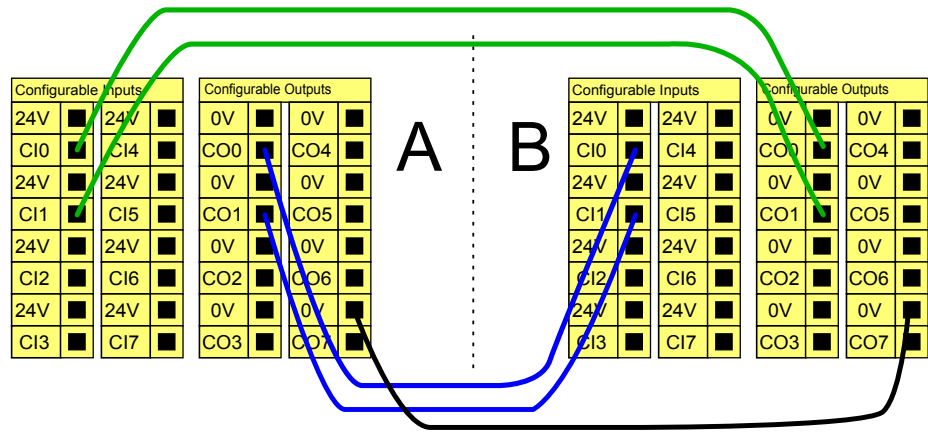 Configurable Inputs
24V 24V
CI0 CI4
24V 24V
CI1 CI5
24V 24V
CI2 CI6
24V 24V
CI3 CI7
Configurable Outputs
0V 0V
CO0 CO4
0V 0V
CO1 CO5
0V 0V
CO2 CO6
0V 0V
CO3 CO7
A
B
Configurable Inputs
24V 24V
CI0 CI4
24V 24V
CI1 CI5
24V 24V
CI2 CI6
24V 24V
CI3 CI7
Configurable Outputs
0V 0V
CO0 CO4
0V 0V
CO1 CO5
0V 0V
CO2 CO6
0V 0V
CO3 CO7